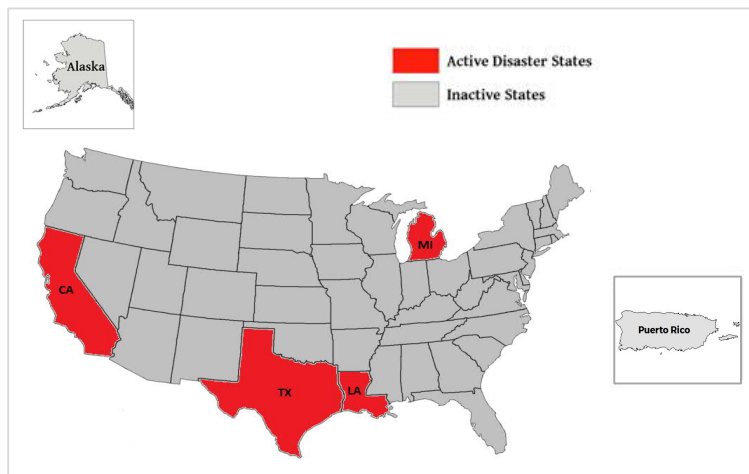 Alaska
Active Disaster States
Inactive States
MI
CA
Puerto Rico
TX
LA